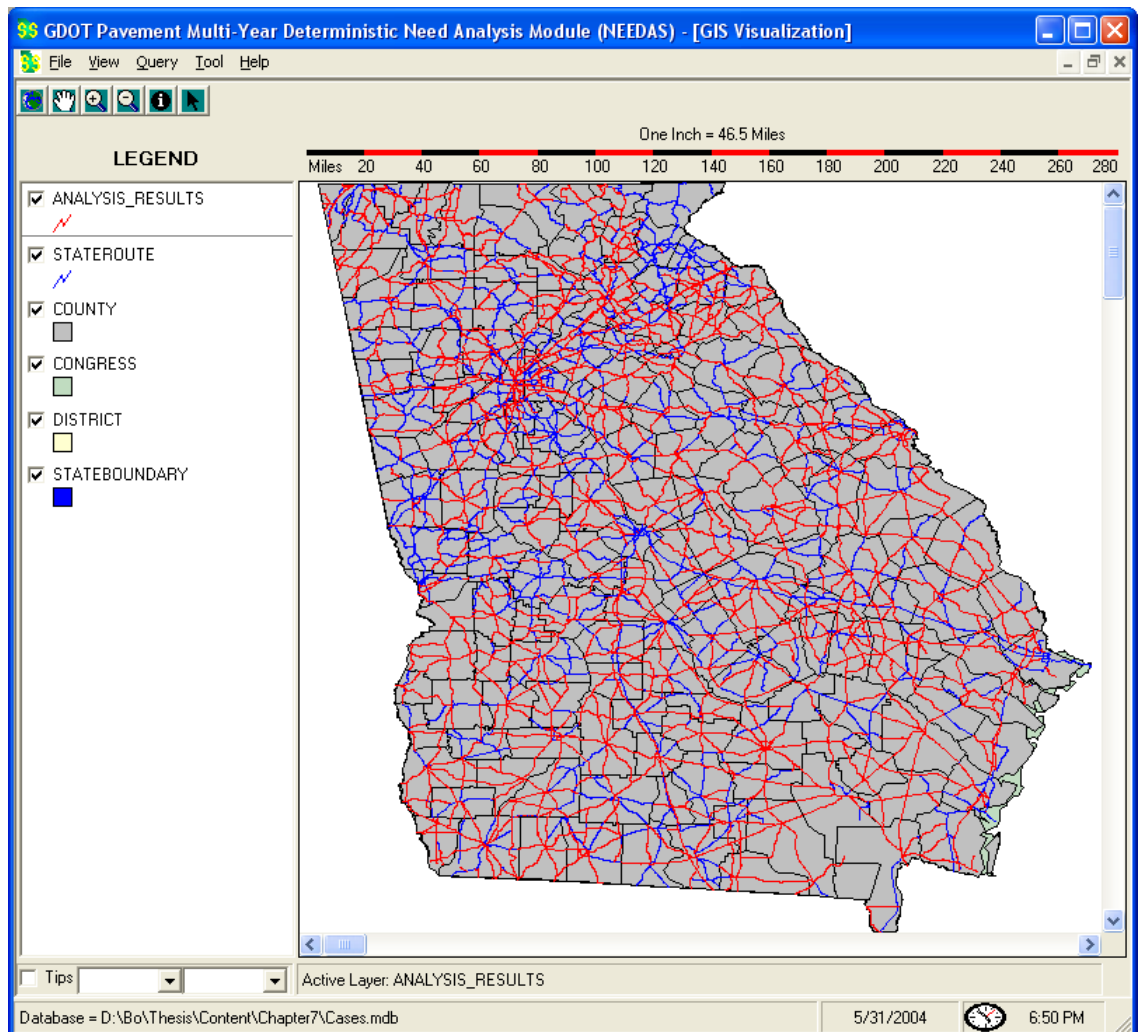 GDOT Pavement Multi-Year Deterministic Need Analysis Module (NEEDAS) - [GIS Visualization]
File View Query Tool Help
One Inch = 46.5 Miles
LEGEND
Miles 20 40 60 80 100 120 140 160 180 200 220 240 260 280
ANALYSIS_RESULTS
STATEROUTE
COUNTY
CONGRESS
DISTRICT
STATEBOUNDARY
Tips
Active Layer: ANALYSIS_RESULTS
Database = D:\Bo\Thesis\Content\Chapter7\Cases.mdb
5/31/2004
6:50 PM